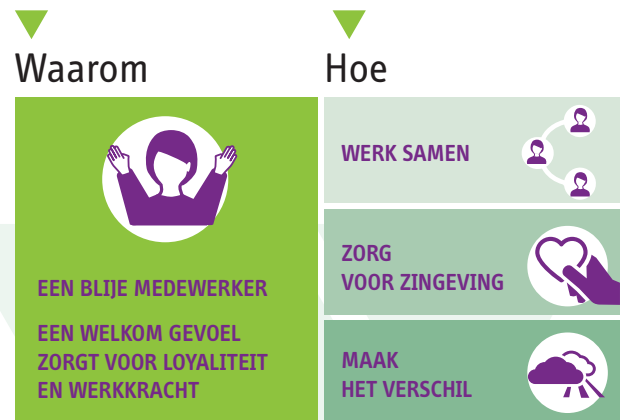 Waarom
EEN BLIJE MEDEWERKER
EEN WELKOM GEVOEL
ZORGT VOOR LOYALITEIT
EN WERKKRACHT
Hoe
WERK SAMEN
ZORG
VOOR ZINGEVING
MAAK
HET VERSCHIL